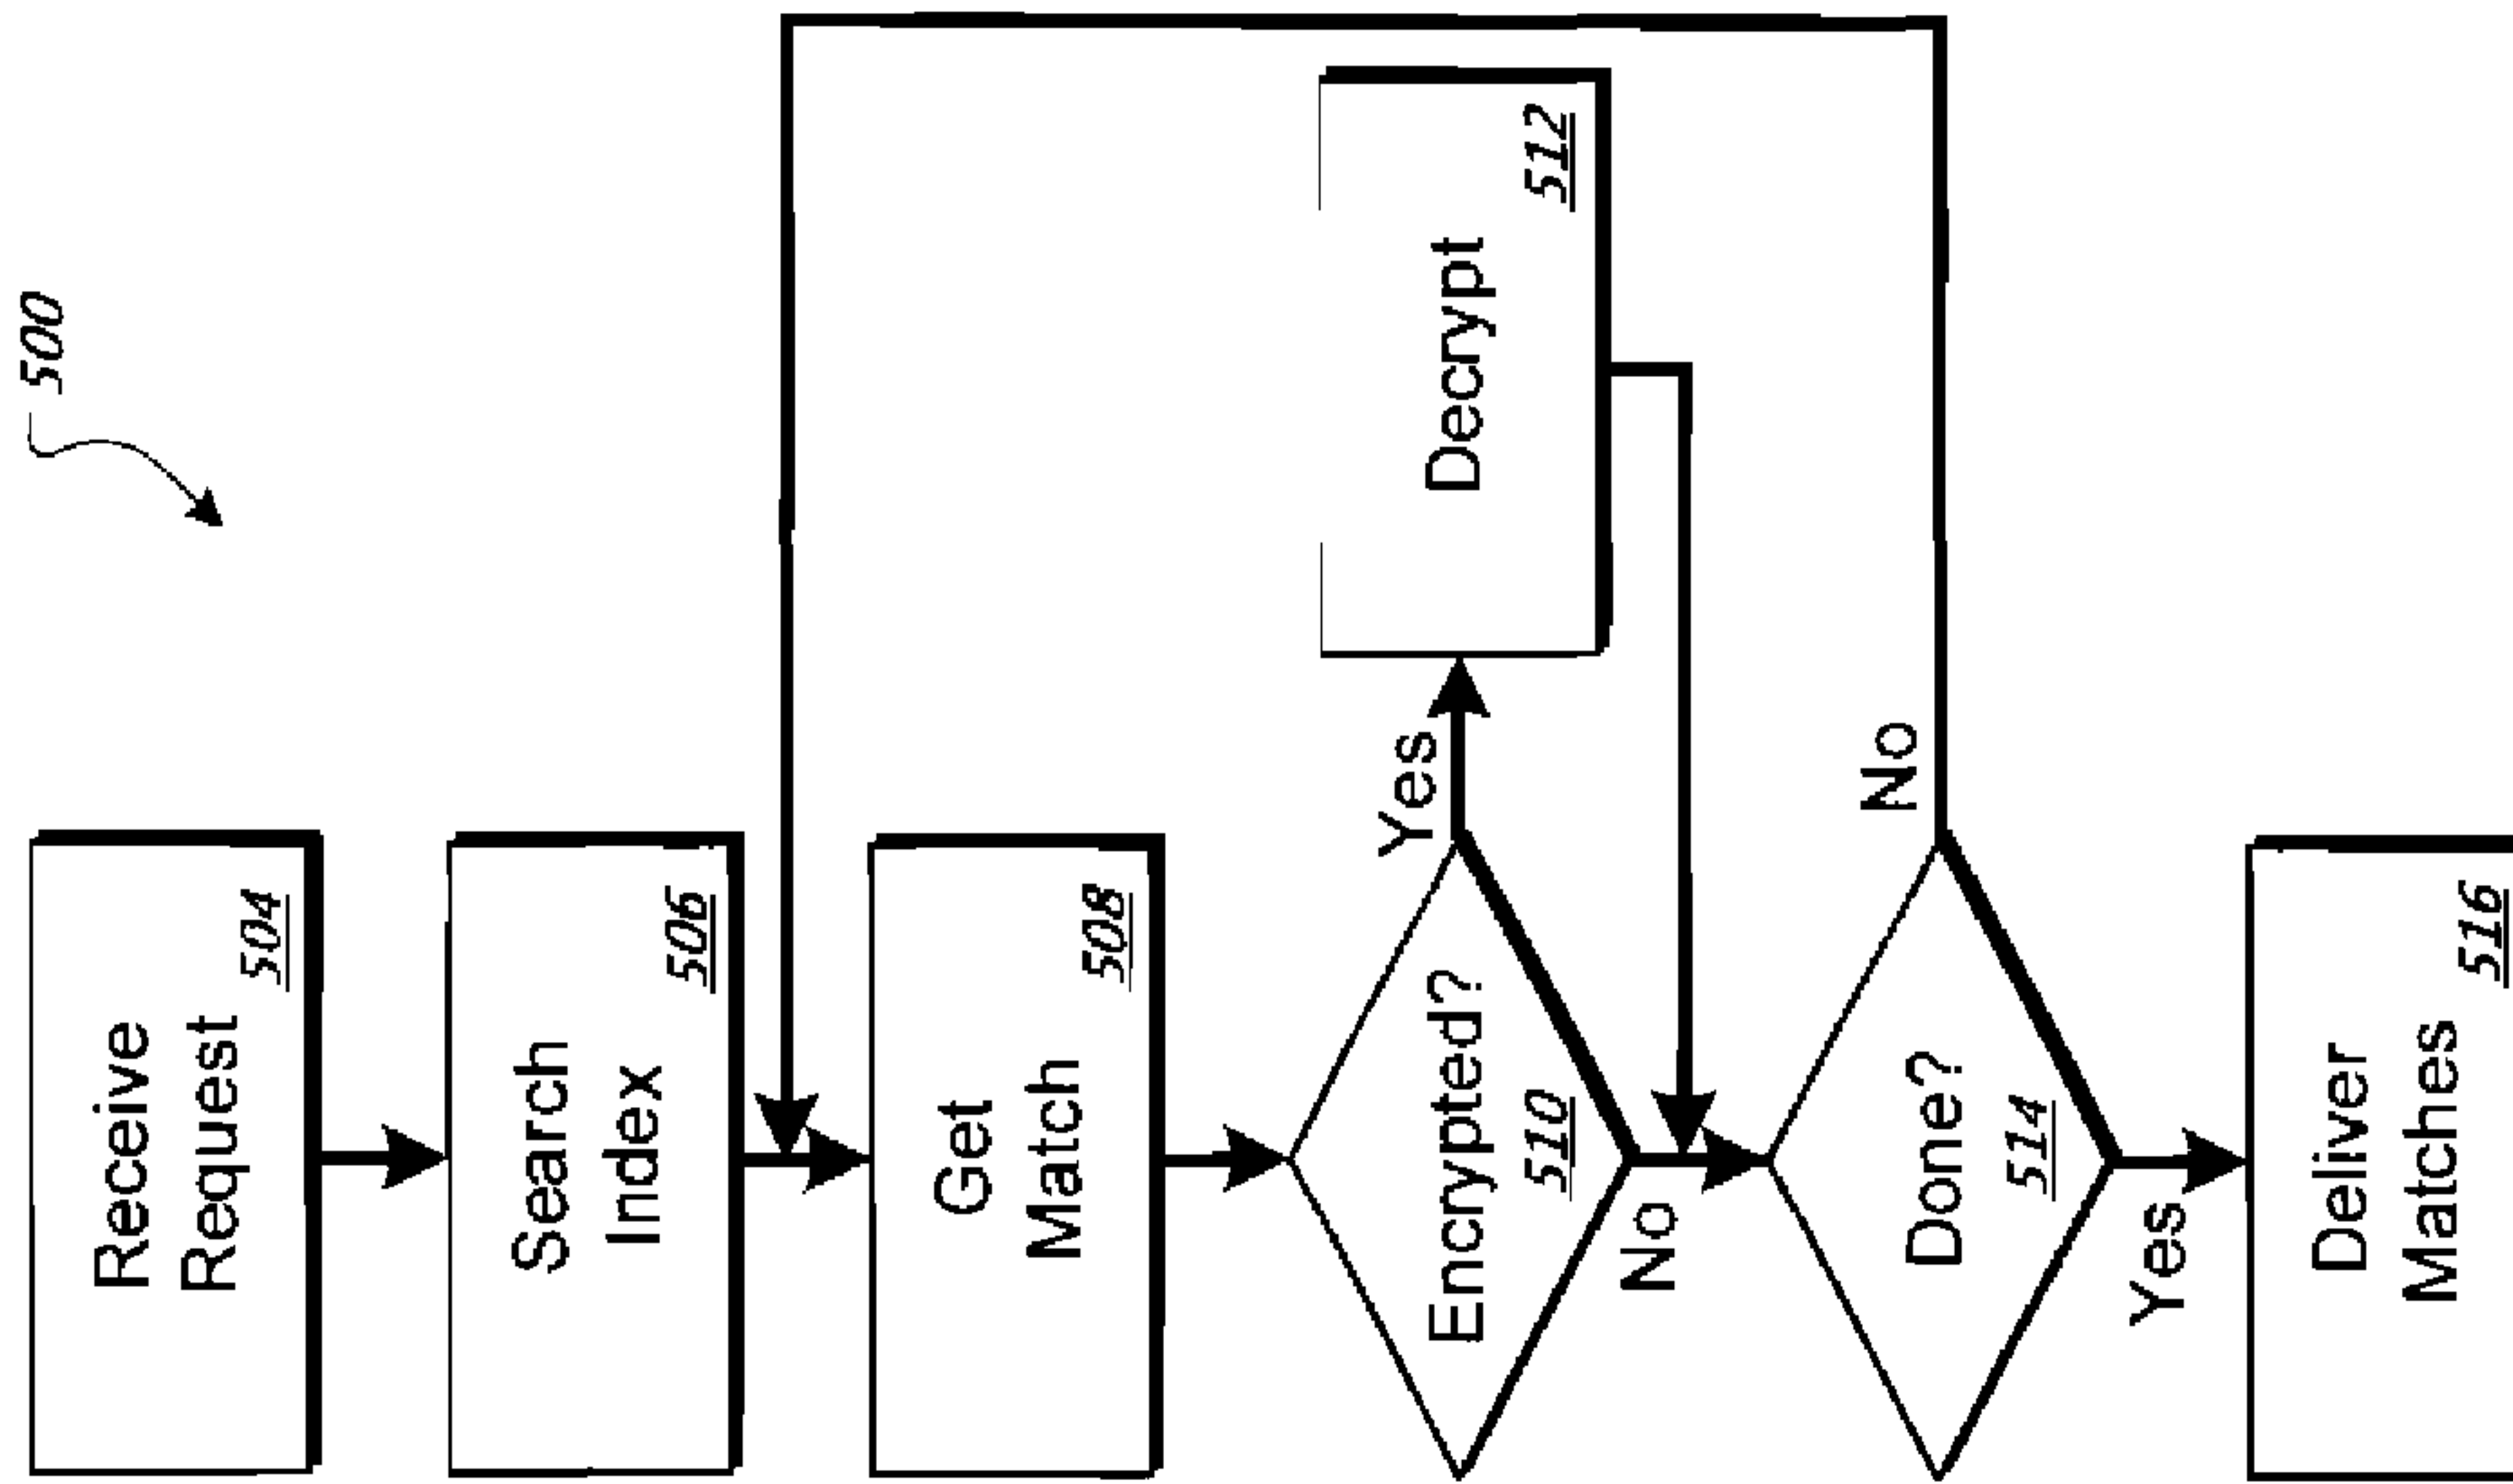 500
Receive
Request
504
Search
Index
506
Get
Match
508
Encrypted?
510
Yes
No
Decrypt
512
Done?
514
No
Yes
Deliver
Matches
516